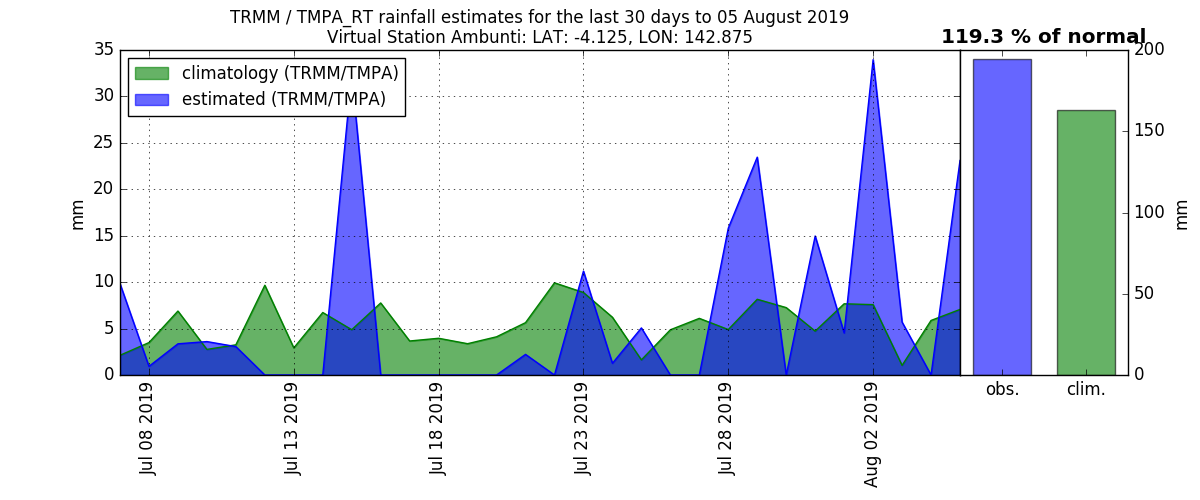 TRMM / TMPA_RT rainfall estimates for the last 30 days to 05 August 2019
Virtual Station Ambunti: LAT: -4.125, LON: 142.875
119.3 % of normal
climatology (TRMM/TMPA)
estimated (TRMM/TMPA)
35
30
25
20
15
10
5
0
mm
Jul 08 2019
Jul 13 2019
Jul 18 2019
Jul 23 2019
Jul 28 2019
Aug 02 2019
obs.
clim.
200
150
100
50
0
mm